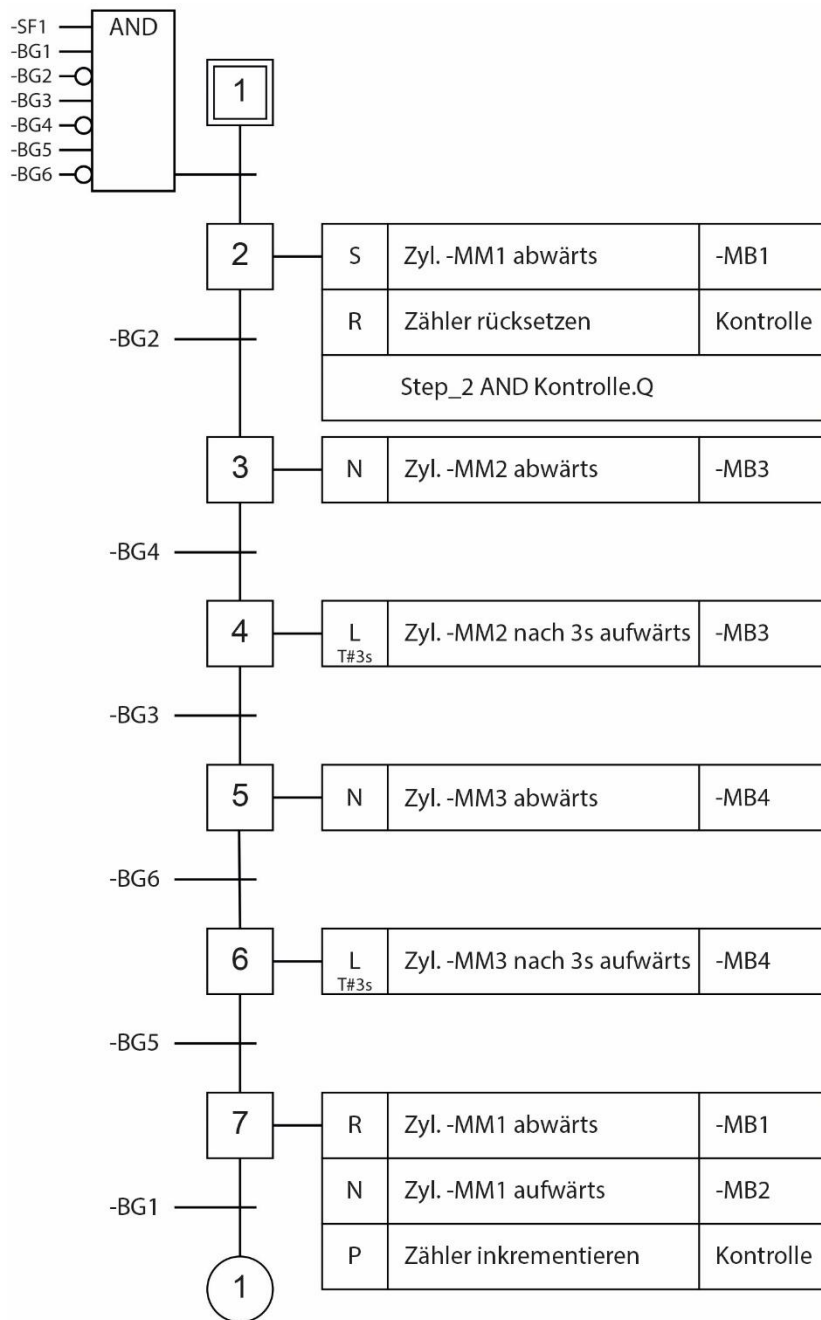 -SF1
-BG1
-BG2
-BG3
-BG4
-BG5
-BG6
AND
1
2
S Zyl. -MM1 abwärts -MB1
R Zähler rücksetzen Kontrolle
Step_2 AND Kontrolle.Q
-BG2
3
N Zyl. -MM2 abwärts -MB3
-BG4
4
L Zyl. -MM2 nach 3s aufwärts -MB3
T#3s
-BG3
5
N Zyl. -MM3 abwärts -MB4
-BG6
6
L Zyl. -MM3 nach 3s aufwärts -MB4
T#3s
-BG5
7
R Zyl. -MM1 abwärts -MB1
N Zyl. -MM1 aufwärts -MB2
P Zähler inkrementieren Kontrolle
-BG1
1